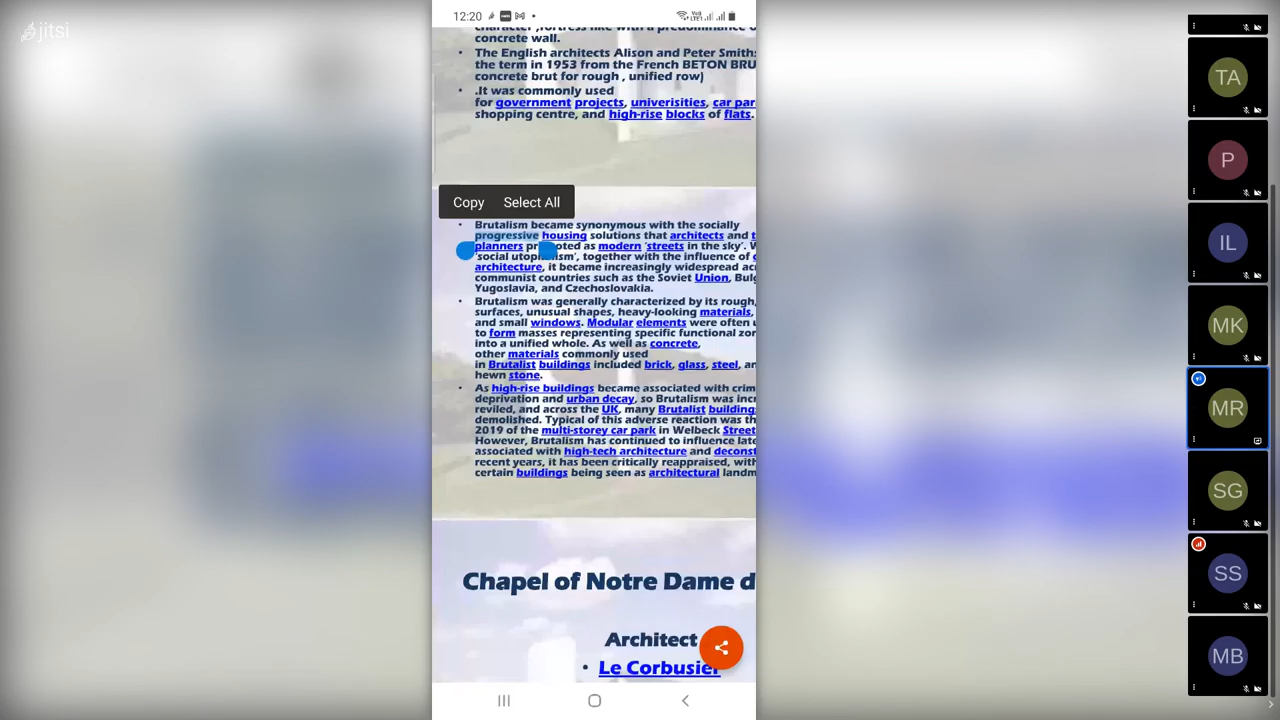 jitsi
12:20
character ,fortress like with a predominance
concrete wall.
• The English architects Alison and Peter Smiths
the term in 1953 from the French BETON BRU
concrete brut for rough , unified row)
• .It was commonly used
for government projects, univerisities, car par
shopping centre, and high-rise blocks of flats.
Copy Select All
• Brutalism became synonymous with the socially
progressive housing solutions that architects and t
planners promoted as modern 'streets in the sky'. W
'social utopianism', together with the influence of
architecture, it became increasingly widespread acr
communist countries such as the Soviet Union, Bulg
Yugoslavia, and Czechoslovakia.
• Brutalism was generally characterized by its rough,
surfaces, unusual shapes, heavy-looking materials,
and small windows. Modular elements were often u
to form masses representing specific functional zon
into a unified whole. As well as concrete,
other materials commonly used
in Brutalist buildings included brick, glass, steel, an
hewn stone.
• As high-rise buildings became associated with crim
deprivation and urban decay, so Brutalism was incr
reviled, and across the UK, many Brutalist building
demolished. Typical of this adverse reaction was th
2019 of the multi-storey car park in Welbeck Street
However, Brutalism has continued to influence late
associated with high-tech architecture and deconst
recent years, it has been critically reappraised, with
certain buildings being seen as architectural landm
Chapel of Notre Dame d
Architect
• Le Corbusier
TA
P
IL
MK
MR
SG
SS
MB